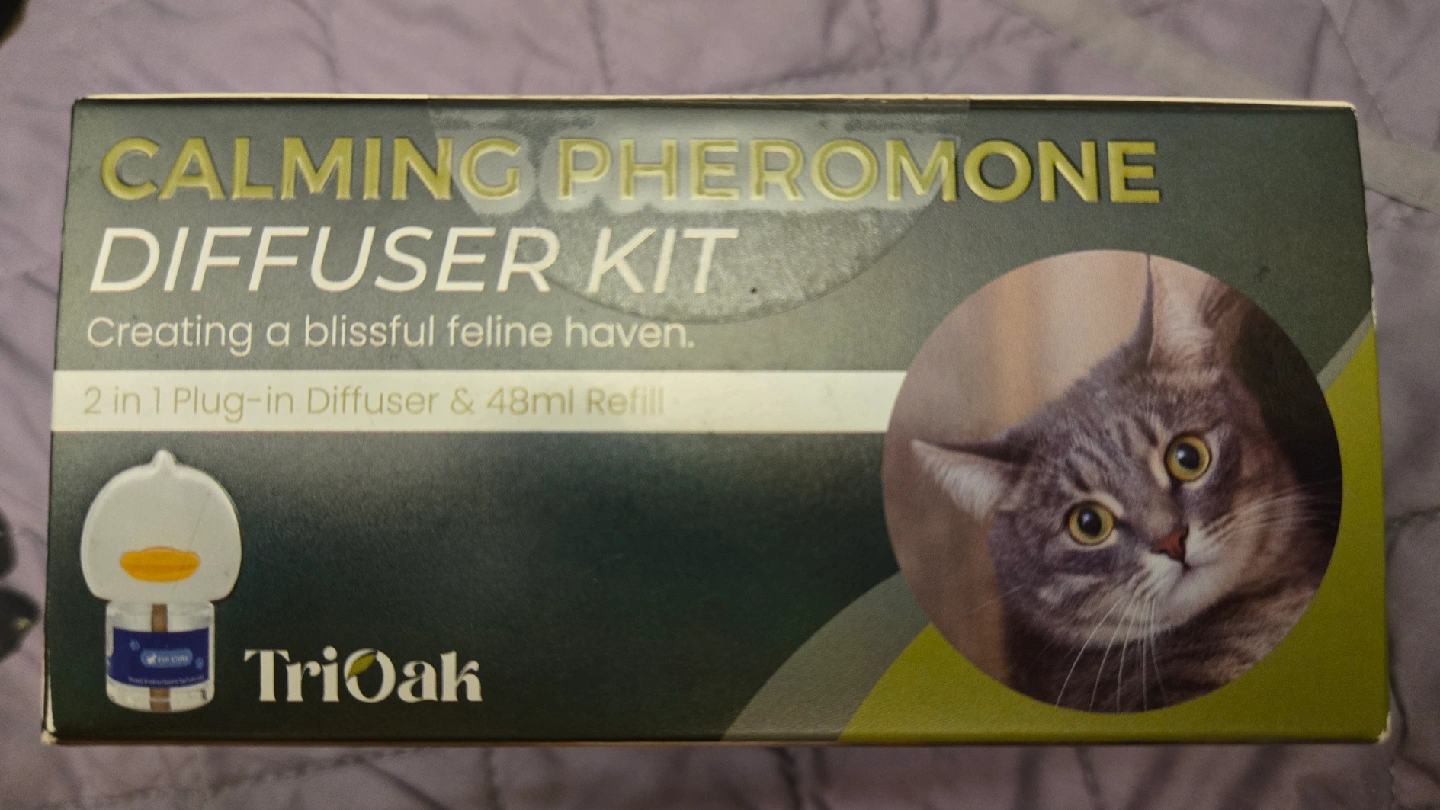 CALMING PHEROMONE
DIFFUSER KIT
Creating a blissful feline haven.
2 in 1 Plug-in Diffuser & 48ml Refill
TriOak